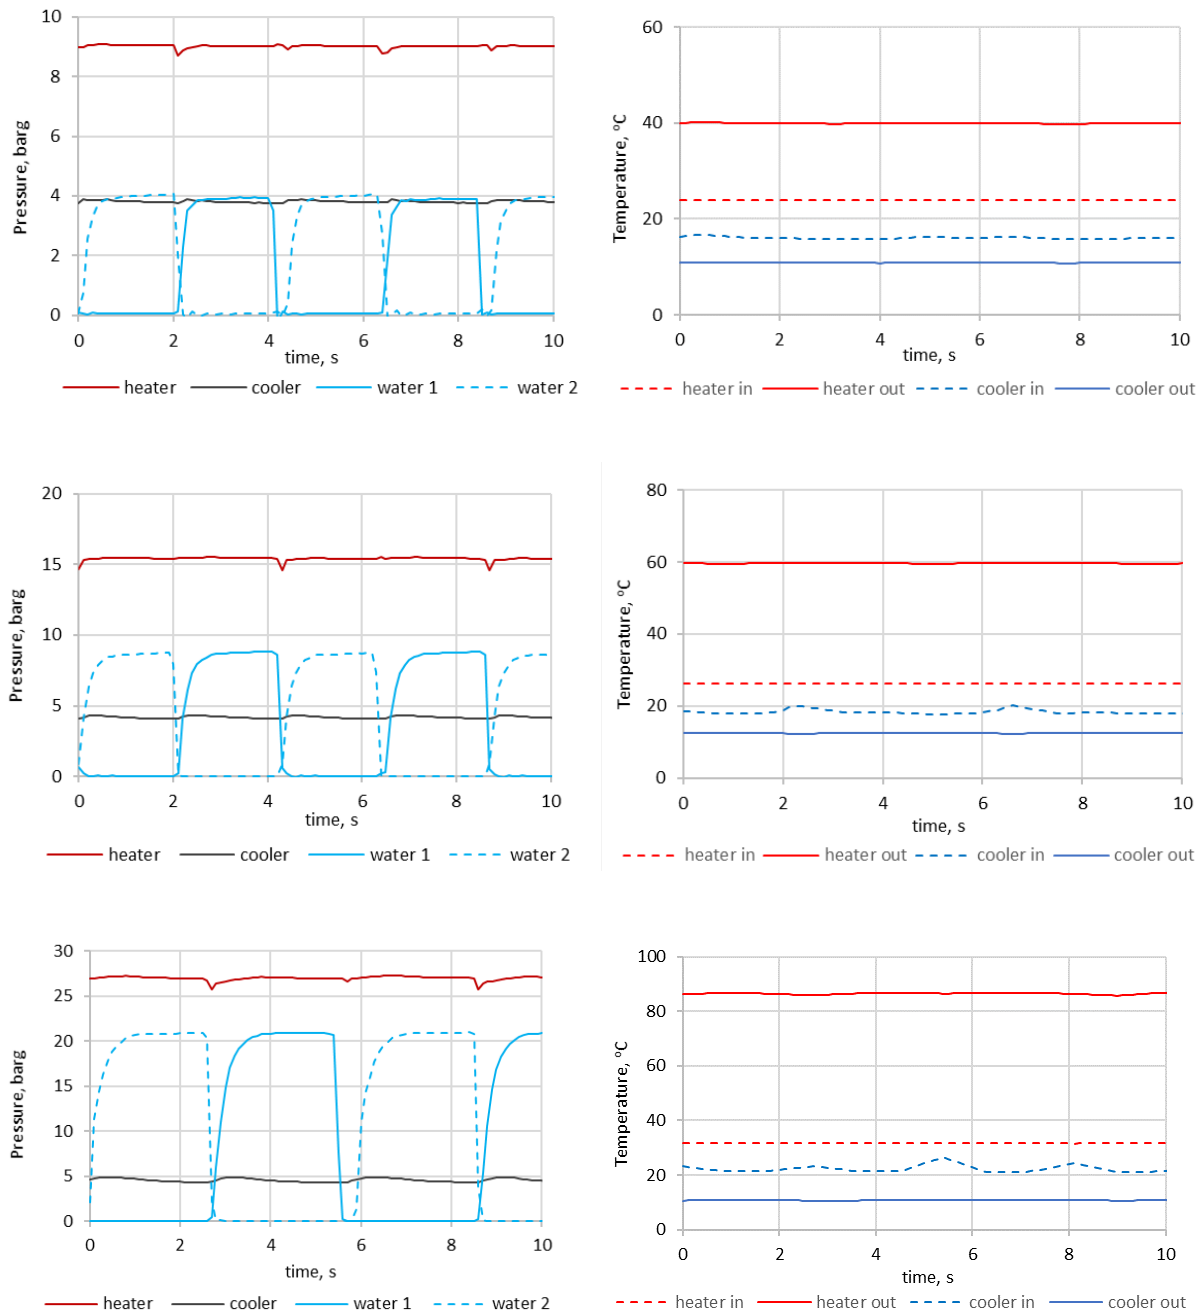 10
8
6
4
2
0
Pressure, barg
0 2 4 6 8 10
time, s
heater cooler water 1 water 2
60
40
20
0
Temperature, °C
0 2 4 6 8 10
time, s
heater in heater out cooler in cooler out
20
15
10
5
0
Pressure, barg
0 2 4 6 8 10
time, s
heater cooler water 1 water 2
80
60
40
20
0
Temperature, °C
0 2 4 6 8 10
time, s
heater in heater out cooler in cooler out
30
25
20
15
10
5
0
Pressure, barg
0 2 4 6 8 10
time, s
heater cooler water 1 water 2
100
80
60
40
20
0
Temperature, °C
0 2 4 6 8 10
time, s
heater in heater out cooler in cooler out